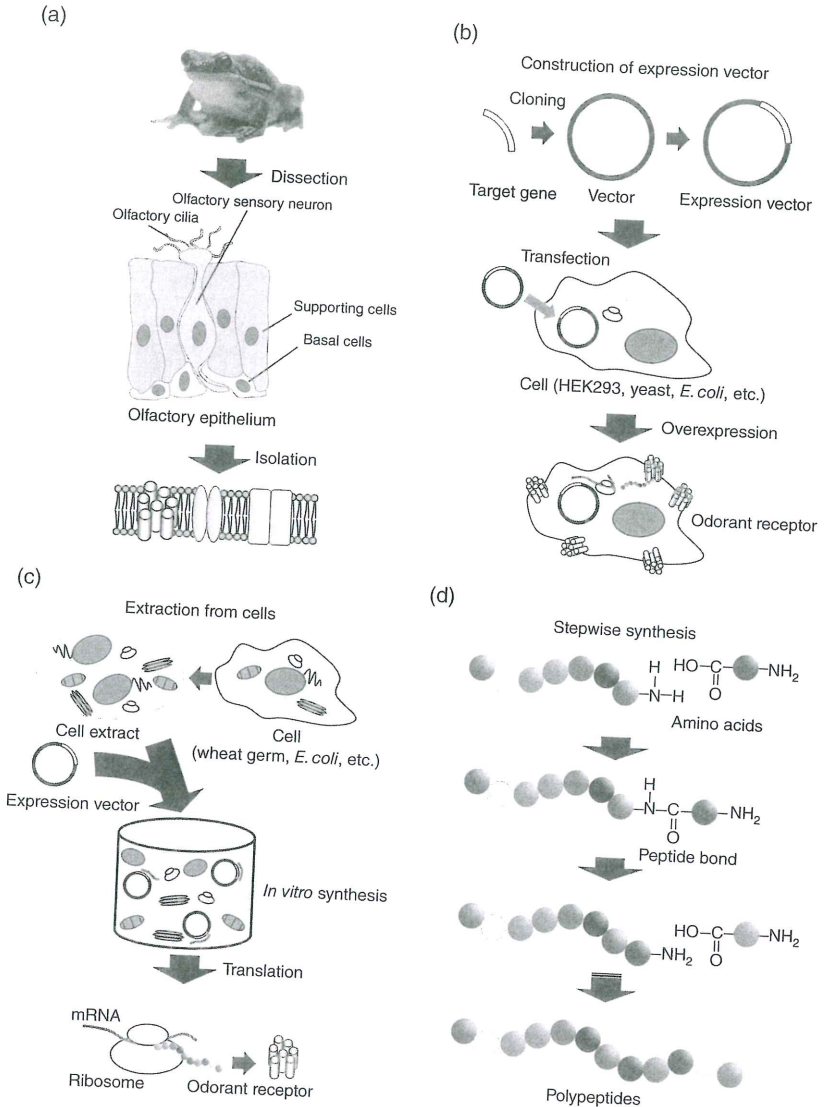 (a)
Dissection
Olfactory sensory neuron
Olfactory cilia
Supporting cells
Basal cells
Olfactory epithelium
Isolation
(b)
Construction of expression vector
Cloning
Target gene
Vector
Expression vector
Transfection
Cell (HEK293, yeast, E. coli, etc.)
Overexpression
Odorant receptor
(c)
Extraction from cells
Cell extract
Cell
(wheat germ, E. coli, etc.)
Expression vector
In vitro synthesis
Translation
mRNA
Ribosome
Odorant receptor
(d)
Stepwise synthesis
H
N–H
HO–C–NH2
O
Amino acids
H
N–C–NH2
O
Peptide bond
NH2
HO–C–NH2
O
Polypeptides